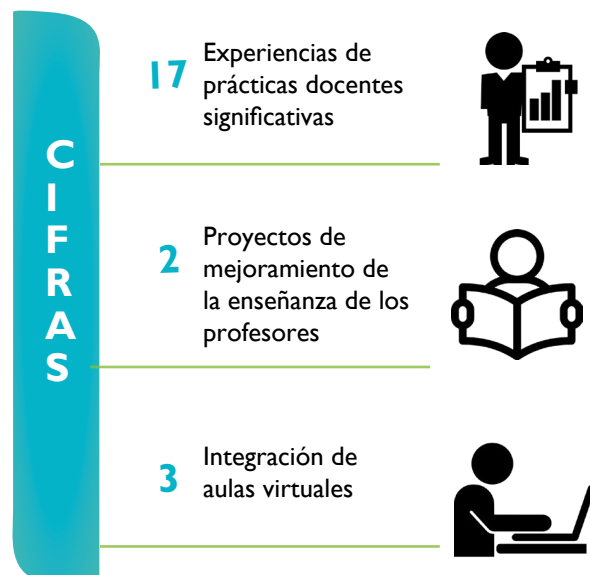 CIFRAS
17
Experiencias de
prácticas docentes
significativas
2
Proyectos de
mejoramiento de
la enseñanza de los
profesores
3
Integración de
aulas virtuales